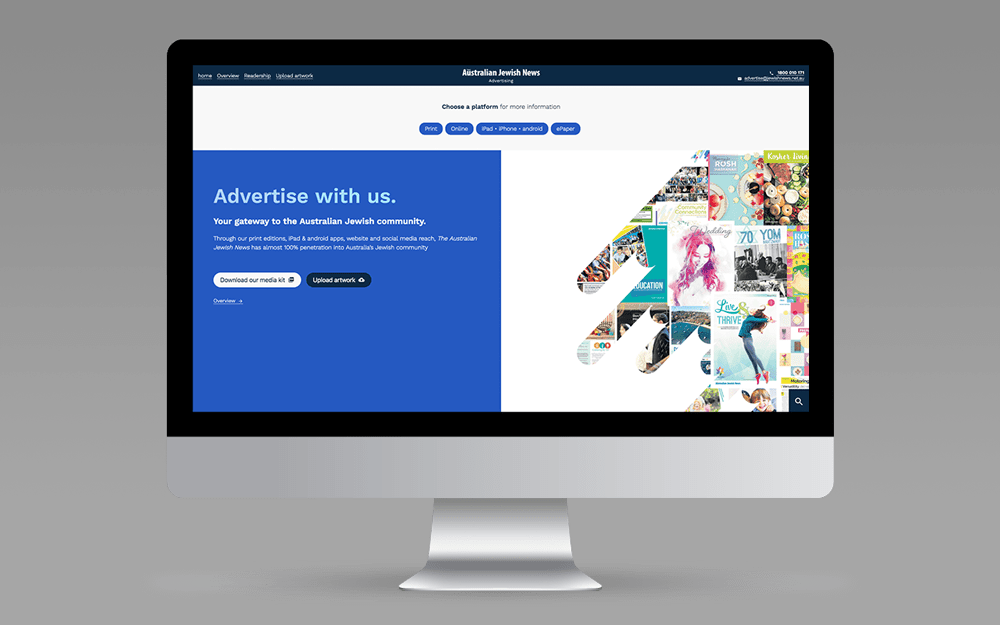 home Overview Readership Upload artwork
Australian Jewish News
Advertising
1800 010 171
advertise@jewishnews.net.au
Choose a platform for more information
Print Online iPad • iPhone • android ePaper
Advertise with us.
Your gateway to the Australian Jewish community.
Through our print editions, iPad & android apps, website and social media reach, The Australian
Jewish News has almost 100% penetration into Australia's Jewish community
Download our media kit Upload artwork
Overview →
ROSH
Kosher livin
Community
Connections
Wedding
70 YOM
EDUCATION
Live &
THRIVE
Motoring